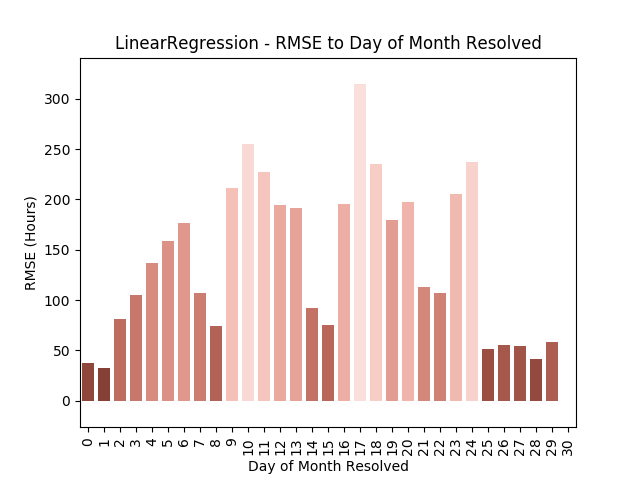 LinearRegression - RMSE to Day of Month Resolved
300
250
200
150
100
50
0
RMSE (Hours)
0 1 2 3 4 5 6 7 8 9 10 11 12 13 14 15 16 17 18 19 20 21 22 23 24 25 26 27 28 29 30
Day of Month Resolved